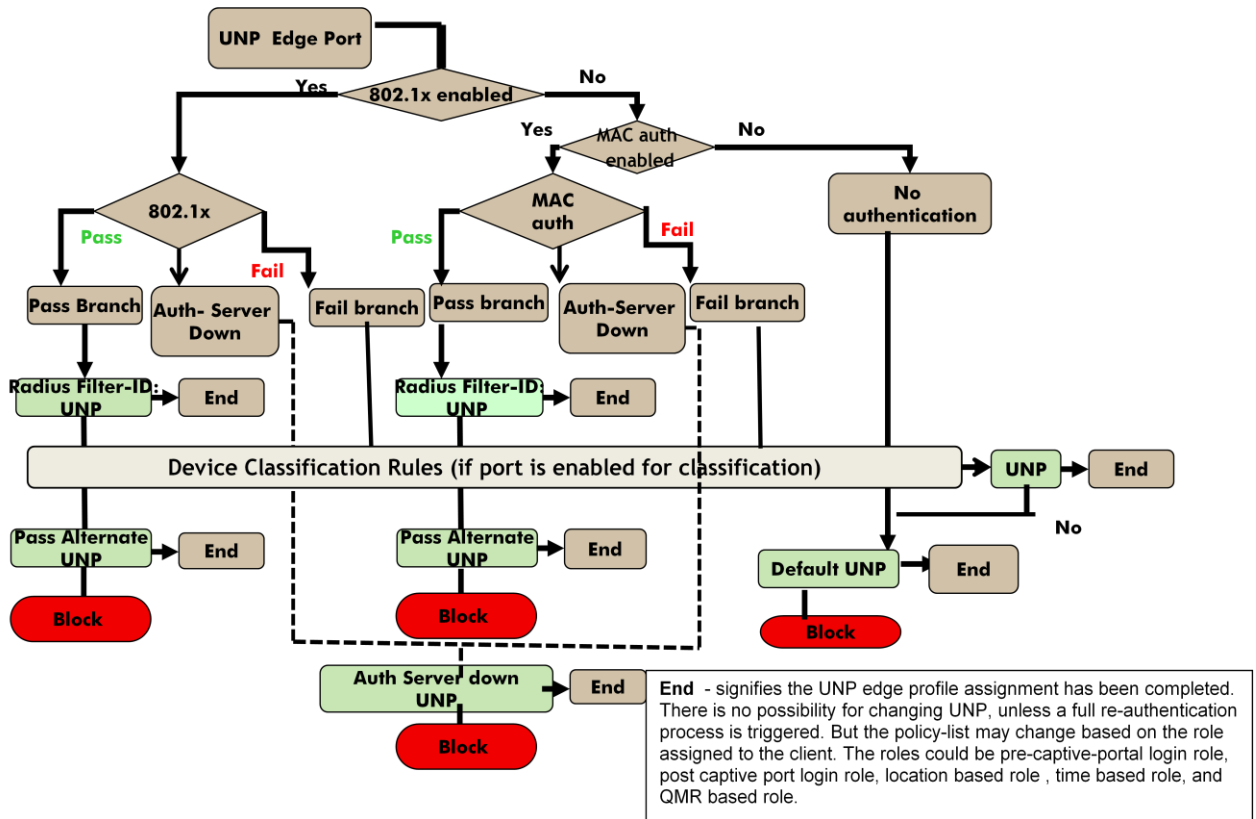 UNP Edge Port
Yes
No
802.1x enabled
Yes
MAC auth
enabled
No
No
authentication
802.1x
MAC
auth
Pass
Fail
Pass
Fail
Pass Branch
Auth- Server
Down
Fail branch
Pass branch
Auth-Server
Down
Fail branch
Radius Filter-ID:
UNP
End
Radius Filter-ID:
UNP
End
Device Classification Rules (if port is enabled for classification)
UNP
End
No
Pass Alternate
UNP
End
Pass Alternate
UNP
End
Default UNP
End
Block
Block
Block
Auth Server down
UNP
End
Block
End - signifies the UNP edge profile assignment has been completed.
There is no possibility for changing UNP, unless a full re-authentication
process is triggered. But the policy-list may change based on the role
assigned to the client. The roles could be pre-captive-portal login role,
post captive port login role, location based role , time based role, and
QMR based role.